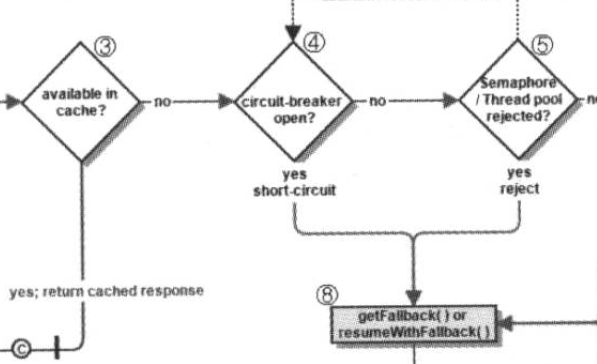 ③
④
⑤
available in
cache?
no
circuit-breaker
open?
no
Semaphore
/ Thread pool
rejected?
yes
short-circuit
yes
reject
yes; return cached response
⑧
getFallback( ) or
resumeWithFallback( )
©